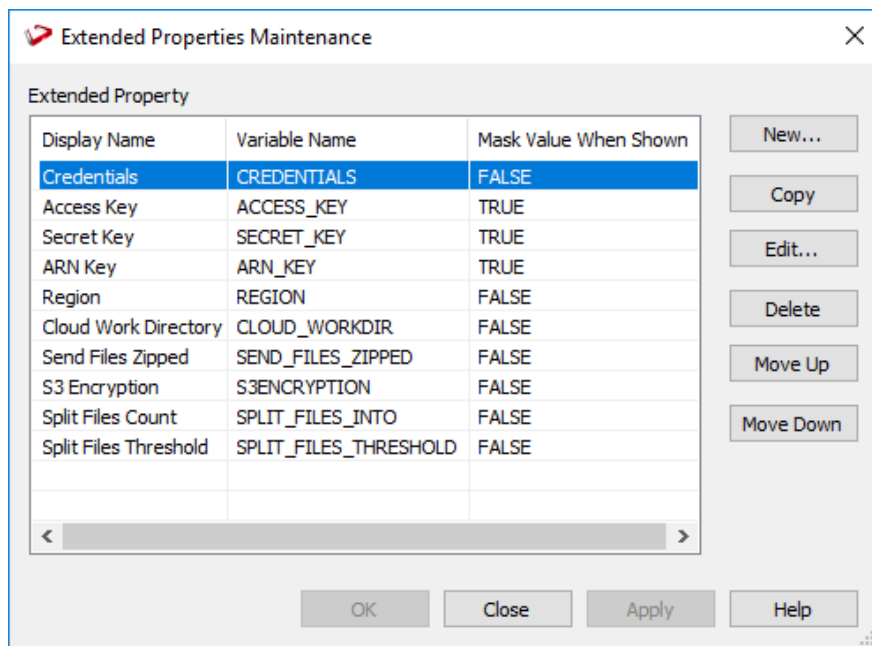 Extended Properties Maintenance
Extended Property
Display Name Variable Name Mask Value When Shown
Credentials CREDENTIALS FALSE
Access Key ACCESS_KEY TRUE
Secret Key SECRET_KEY TRUE
ARN Key ARN_KEY TRUE
Region REGION FALSE
Cloud Work Directory CLOUD_WORKDIR FALSE
Send Files Zipped SEND_FILES_ZIPPED FALSE
S3 Encryption S3ENCRYPTION FALSE
Split Files Count SPLIT_FILES_INTO FALSE
Split Files Threshold SPLIT_FILES_THRESHOLD FALSE
New...
Copy
Edit...
Delete
Move Up
Move Down
OK Close Apply Help